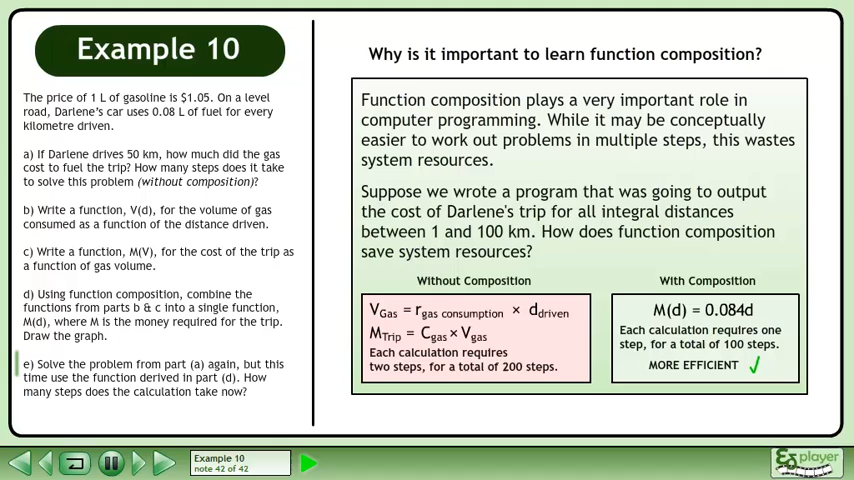 Example 10
The price of 1 L of gasoline is $1.05. On a level
road, Darlene's car uses 0.08 L of fuel for every
kilometre driven.
a) If Darlene drives 50 km, how much did the gas
cost to fuel the trip? How many steps does it take
to solve this problem (without composition)?
b) Write a function, V(d), for the volume of gas
consumed as a function of the distance driven.
c) Write a function, M(V), for the cost of the trip as
a function of gas volume.
d) Using function composition, combine the
functions from parts b & c into a single function,
M(d), where M is the money required for the trip.
Draw the graph.
e) Solve the problem from part (a) again, but this
time use the function derived in part (d). How
many steps does the calculation take now?
Why is it important to learn function composition?
Function composition plays a very important role in
computer programming. While it may be conceptually
easier to work out problems in multiple steps, this wastes
system resources.
Suppose we wrote a program that was going to output
the cost of Darlene's trip for all integral distances
between 1 and 100 km. How does function composition
save system resources?
Without Composition
V Gas = r gas consumption × d driven
M Trip = C gas × V gas
Each calculation requires
two steps, for a total of 200 steps.
With Composition
M(d) = 0.084d
Each calculation requires one
step, for a total of 100 steps.
MORE EFFICIENT ✓
Example 10
note 42 of 42
player